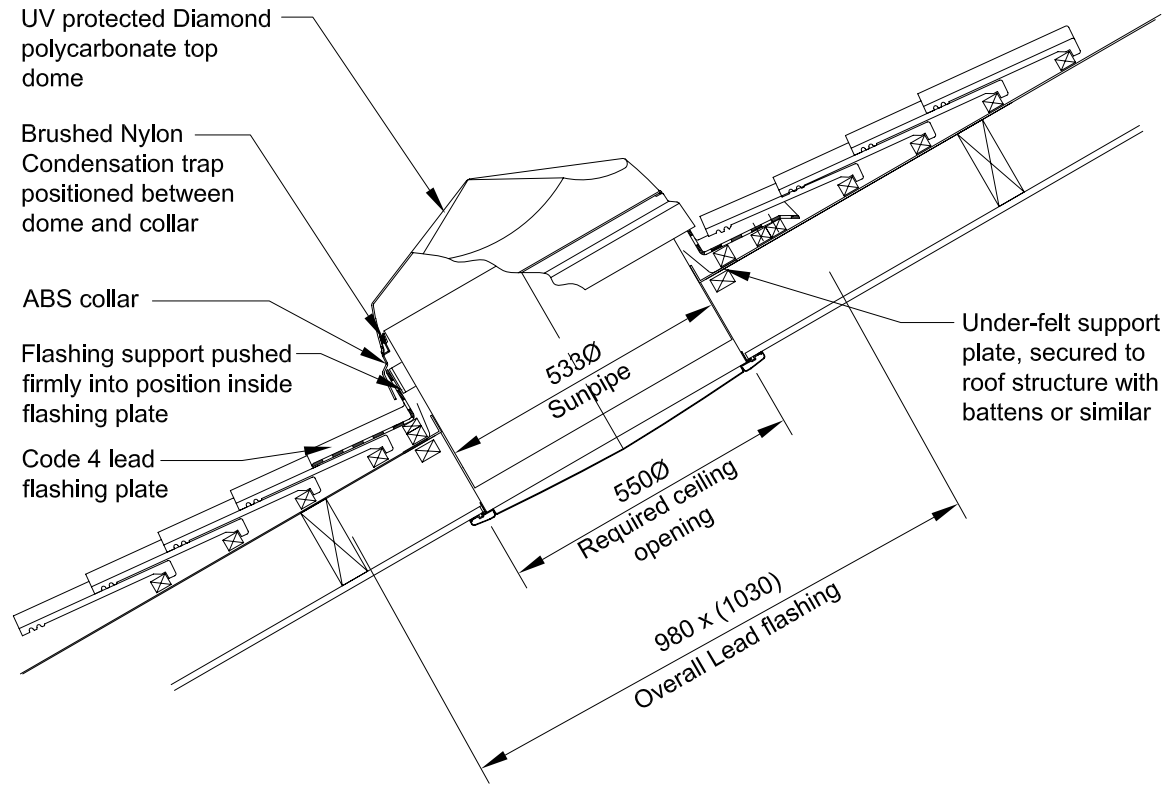 UV protected Diamond
polycarbonate top
dome
Brushed Nylon
Condensation trap
positioned between
dome and collar
ABS collar
Flashing support pushed
firmly into position inside
flashing plate
Code 4 lead
flashing plate
Under-felt support
plate, secured to
roof structure with
battens or similar
Sunpipe
550Ø
Required ceiling
opening
980 x (1030)
Overall Lead flashing